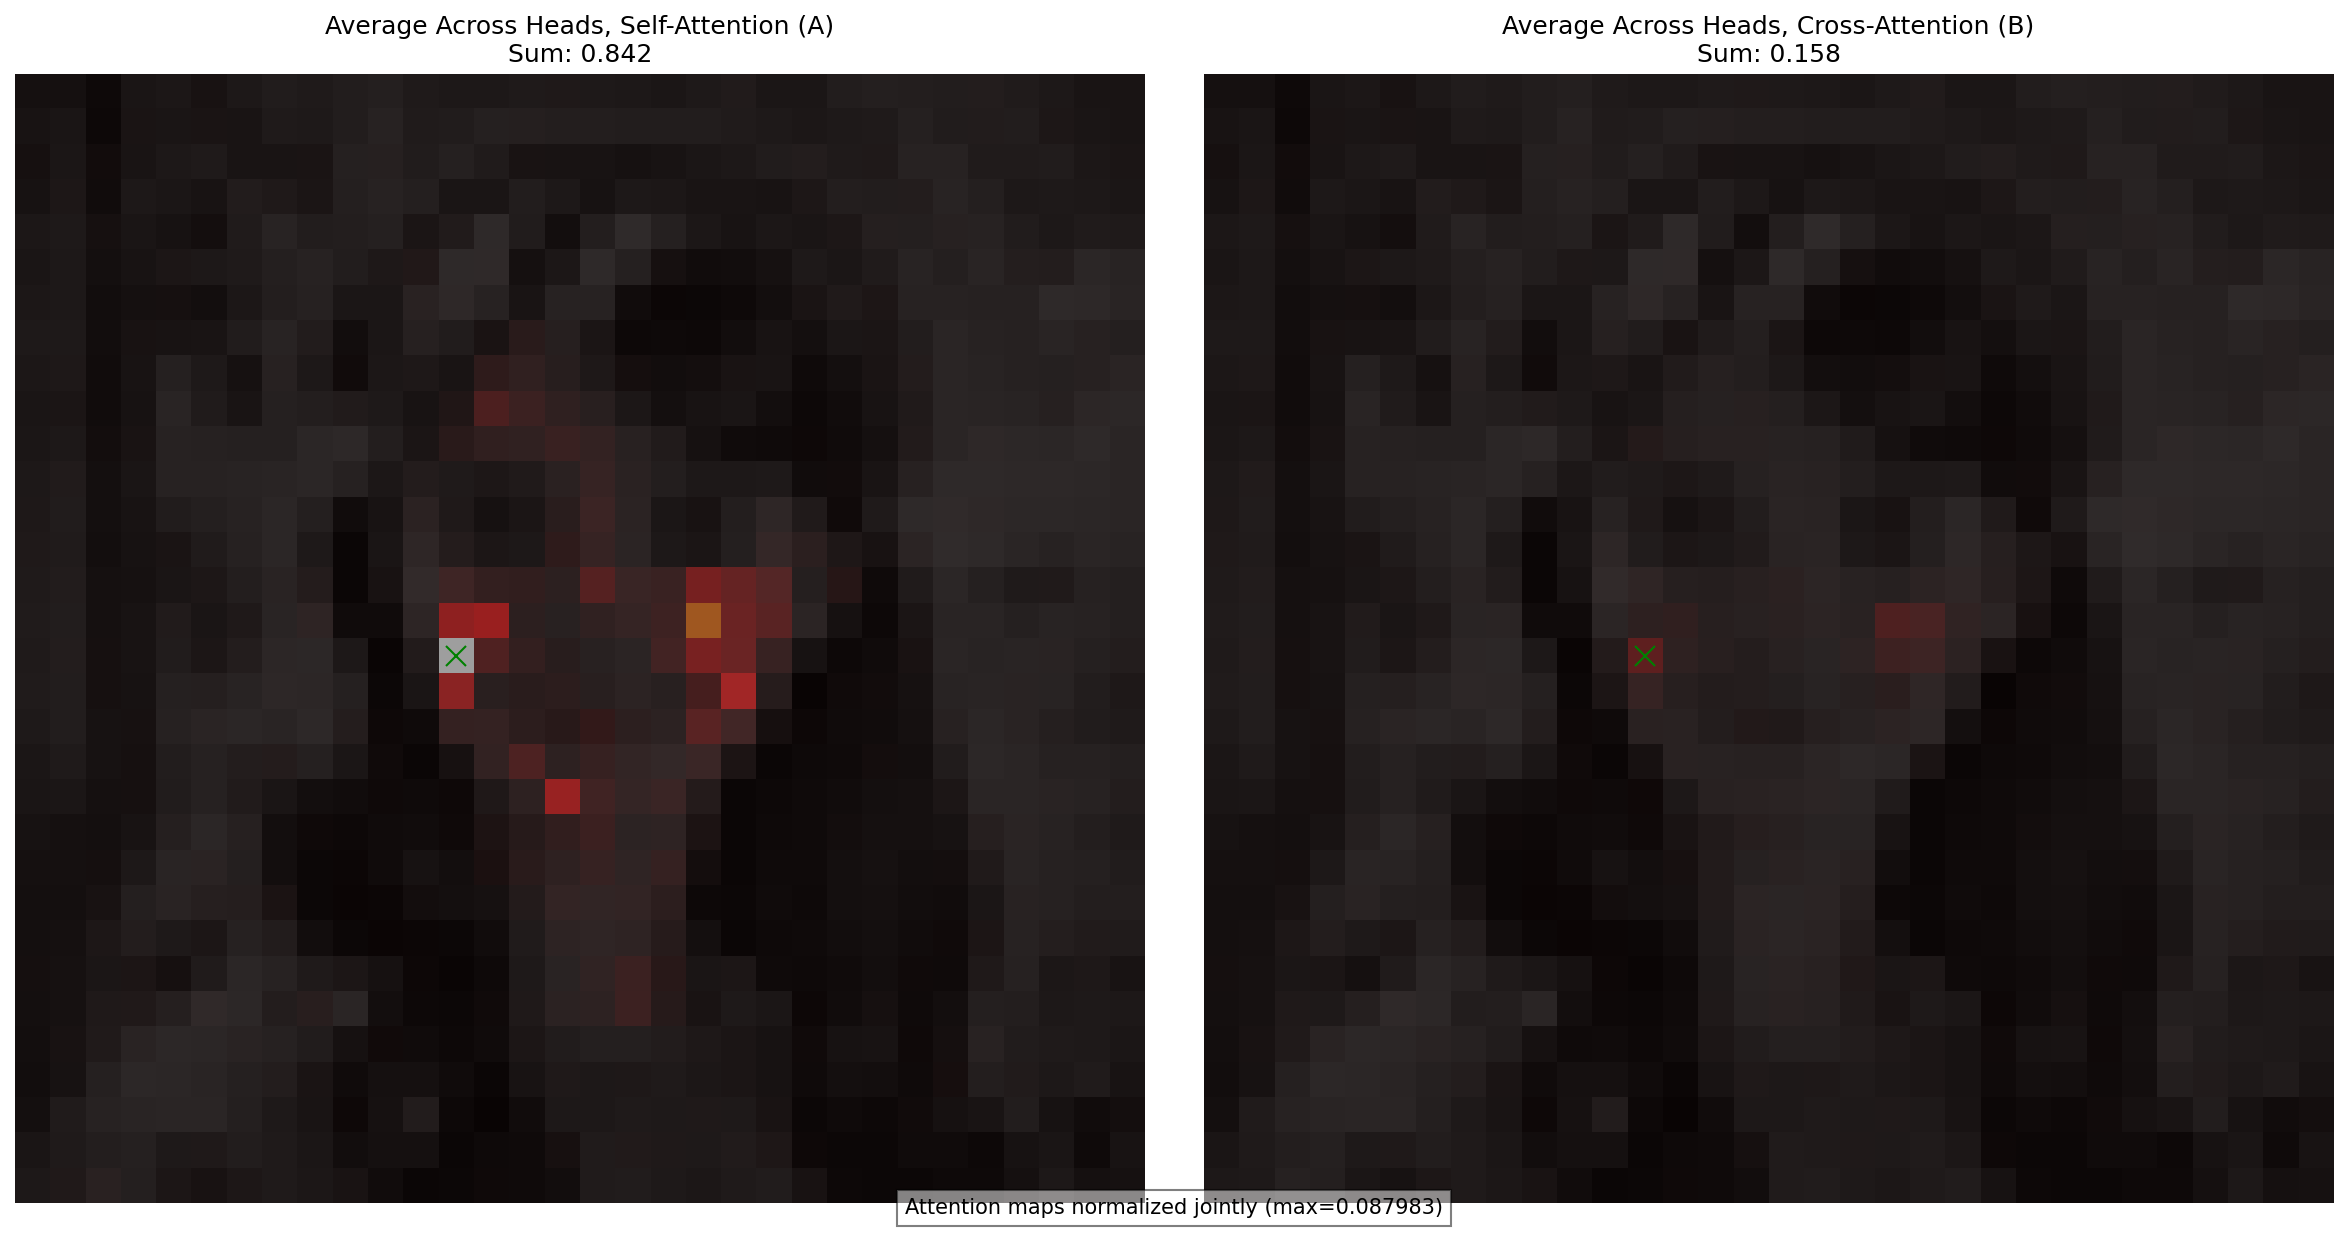 Average Across Heads, Self-Attention (A)
Sum: 0.842
Average Across Heads, Cross-Attention (B)
Sum: 0.158
Attention maps normalized jointly (max=0.087983)